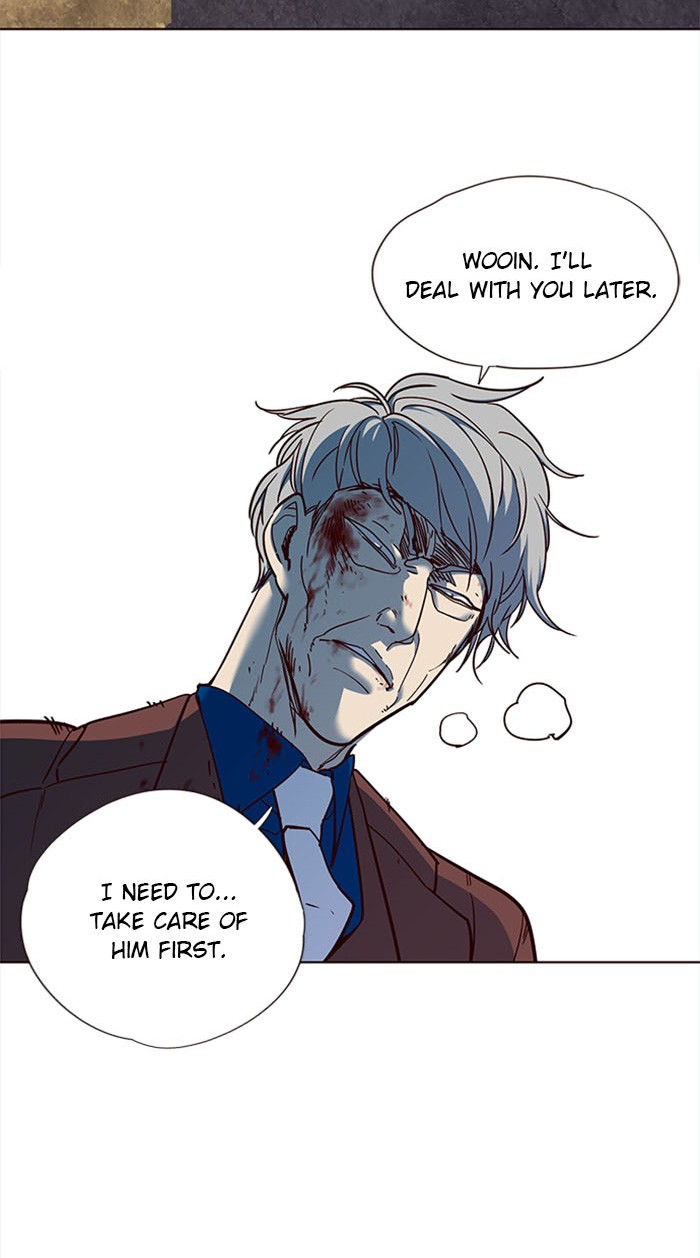 WOOIN. I'LL
DEAL WITH YOU LATER.
I NEED TO...
TAKE CARE OF
HIM FIRST.